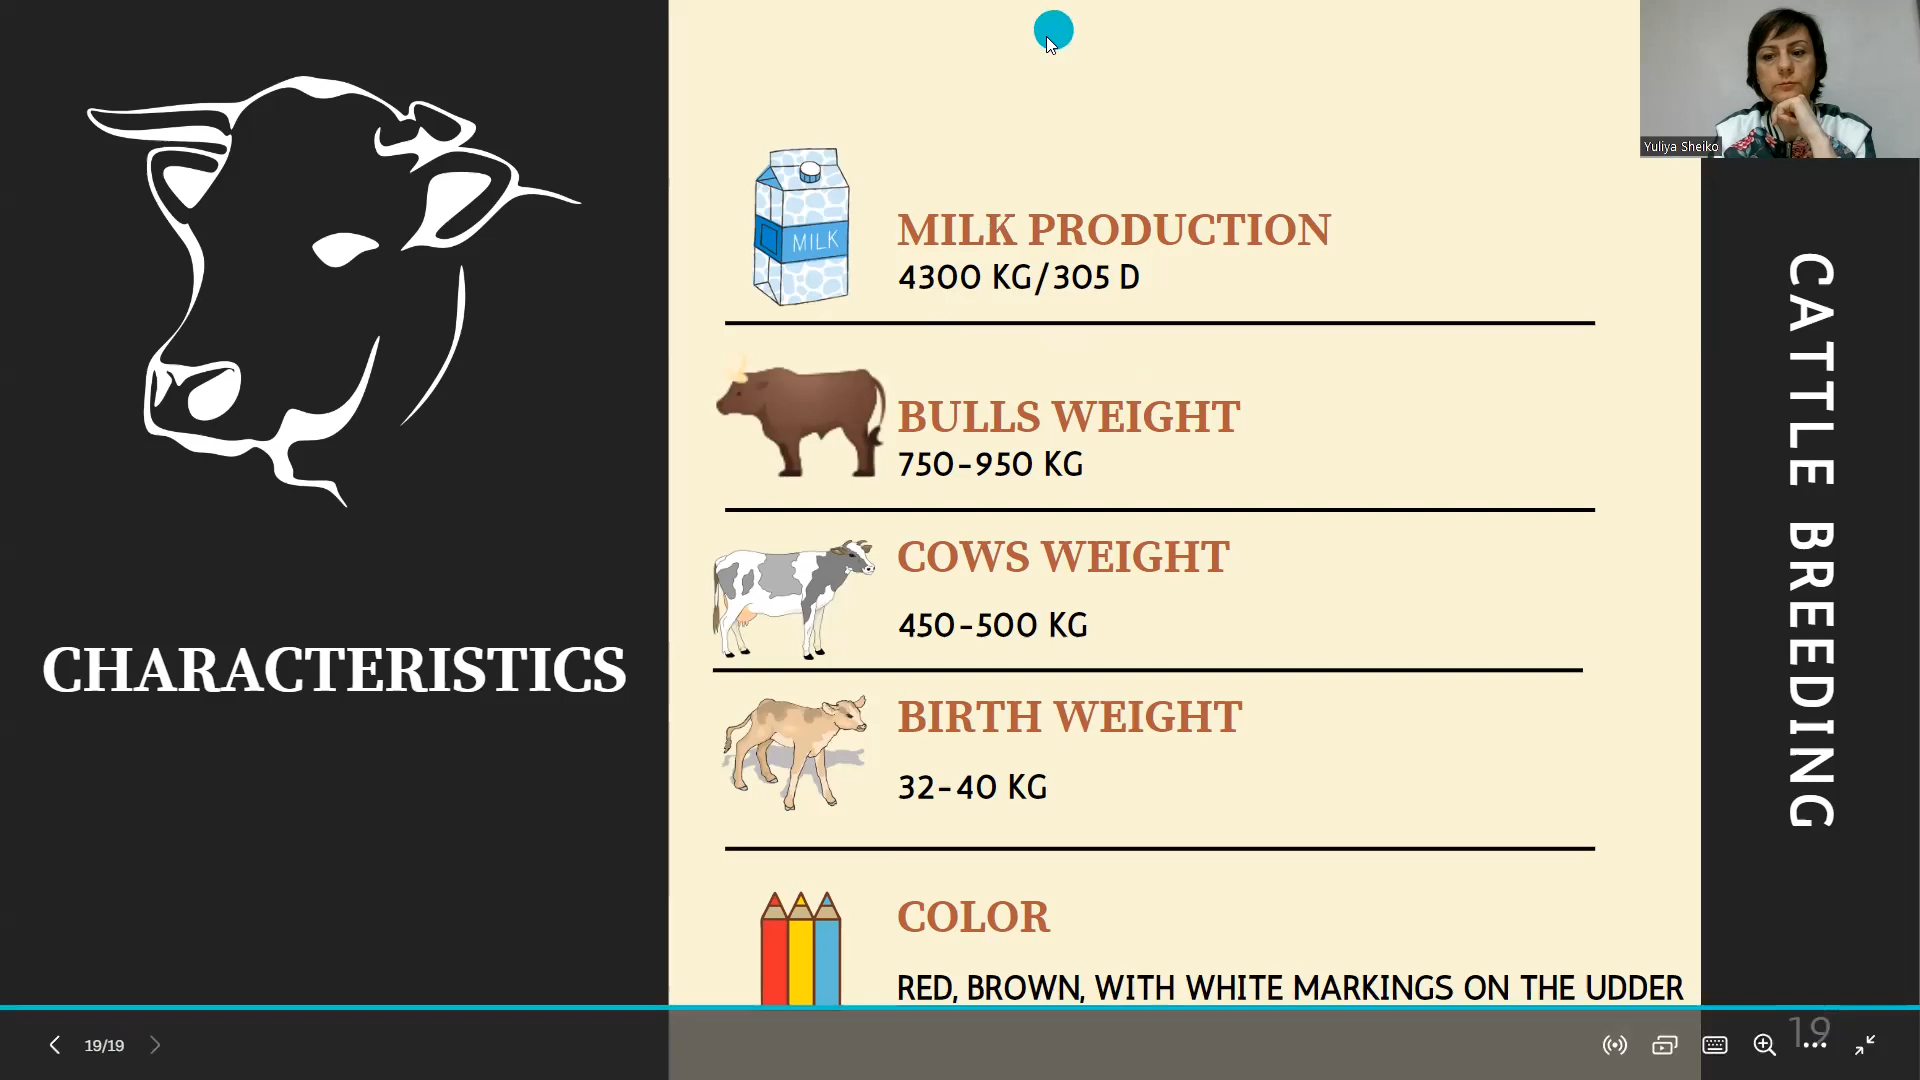 CHARACTERISTICS
MILK
MILK PRODUCTION
4300 KG/305 D
BULLS WEIGHT
750-950 KG
COWS WEIGHT
450-500 KG
BIRTH WEIGHT
32-40 KG
COLOR
RED, BROWN, WITH WHITE MARKINGS ON THE UDDER
Yuliya Sheiko
CATTLE BREEDING
19/19
19